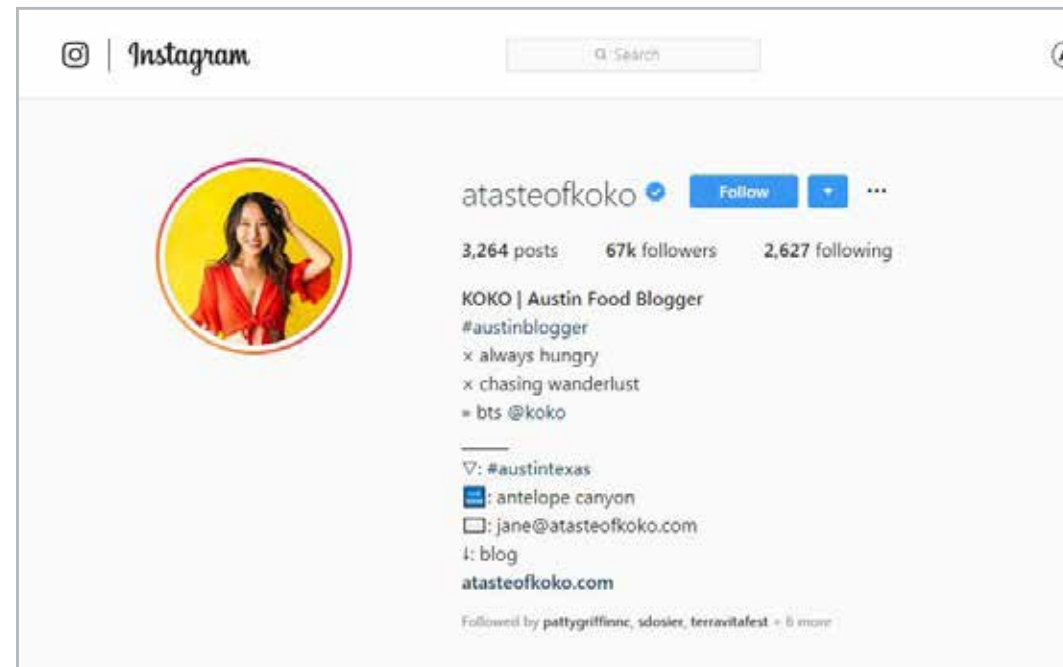 Instagram
Search
atasteofkoko Follow
3,264 posts 67k followers 2,627 following
KOKO | Austin Food Blogger
#austinblogger
× always hungry
× chasing wanderlust
» bts @koko
▽: #austintexas
: antelope canyon
: jane@atasteofkoko.com
↓: blog
atasteofkoko.com
Followed by pattygriffinnc, sdosier, terravitafest + 6 more